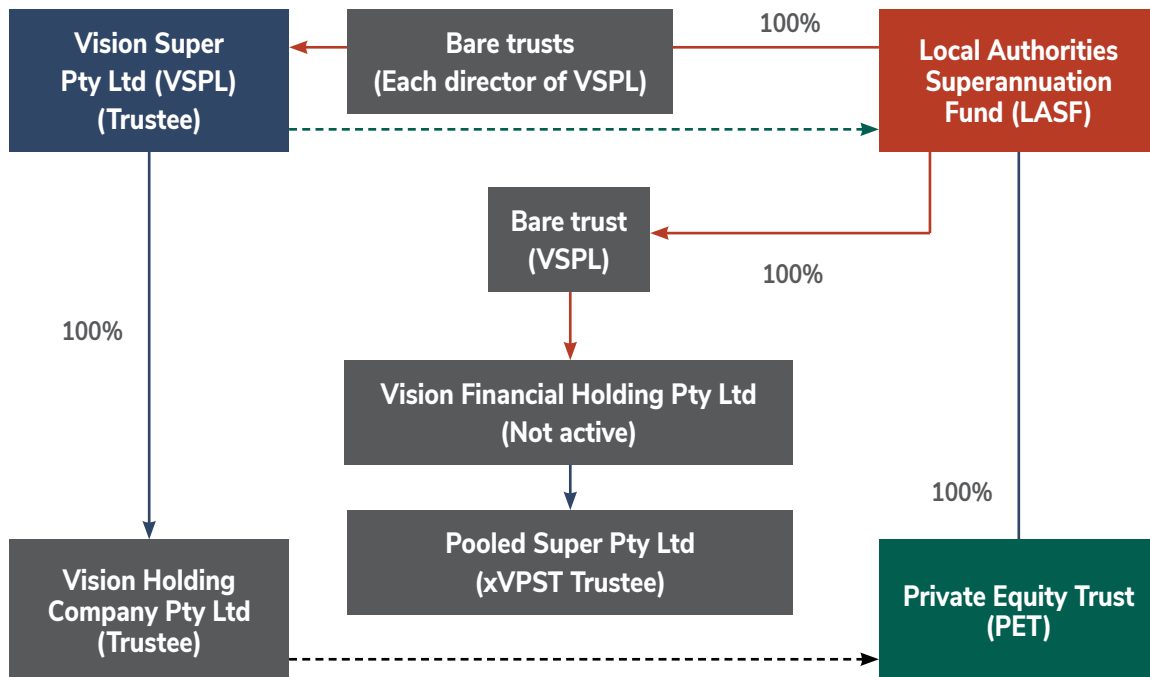 Vision Super
Pty Ltd (VSPL)
(Trustee)
Bare trusts
(Each director of VSPL)
100%
Local Authorities
Superannuation
Fund (LASF)
Bare trust
(VSPL)
100%
100%
Vision Financial Holding Pty Ltd
(Not active)
100%
Pooled Super Pty Ltd
(xVPST Trustee)
Vision Holding
Company Pty Ltd
(Trustee)
Private Equity Trust
(PET)